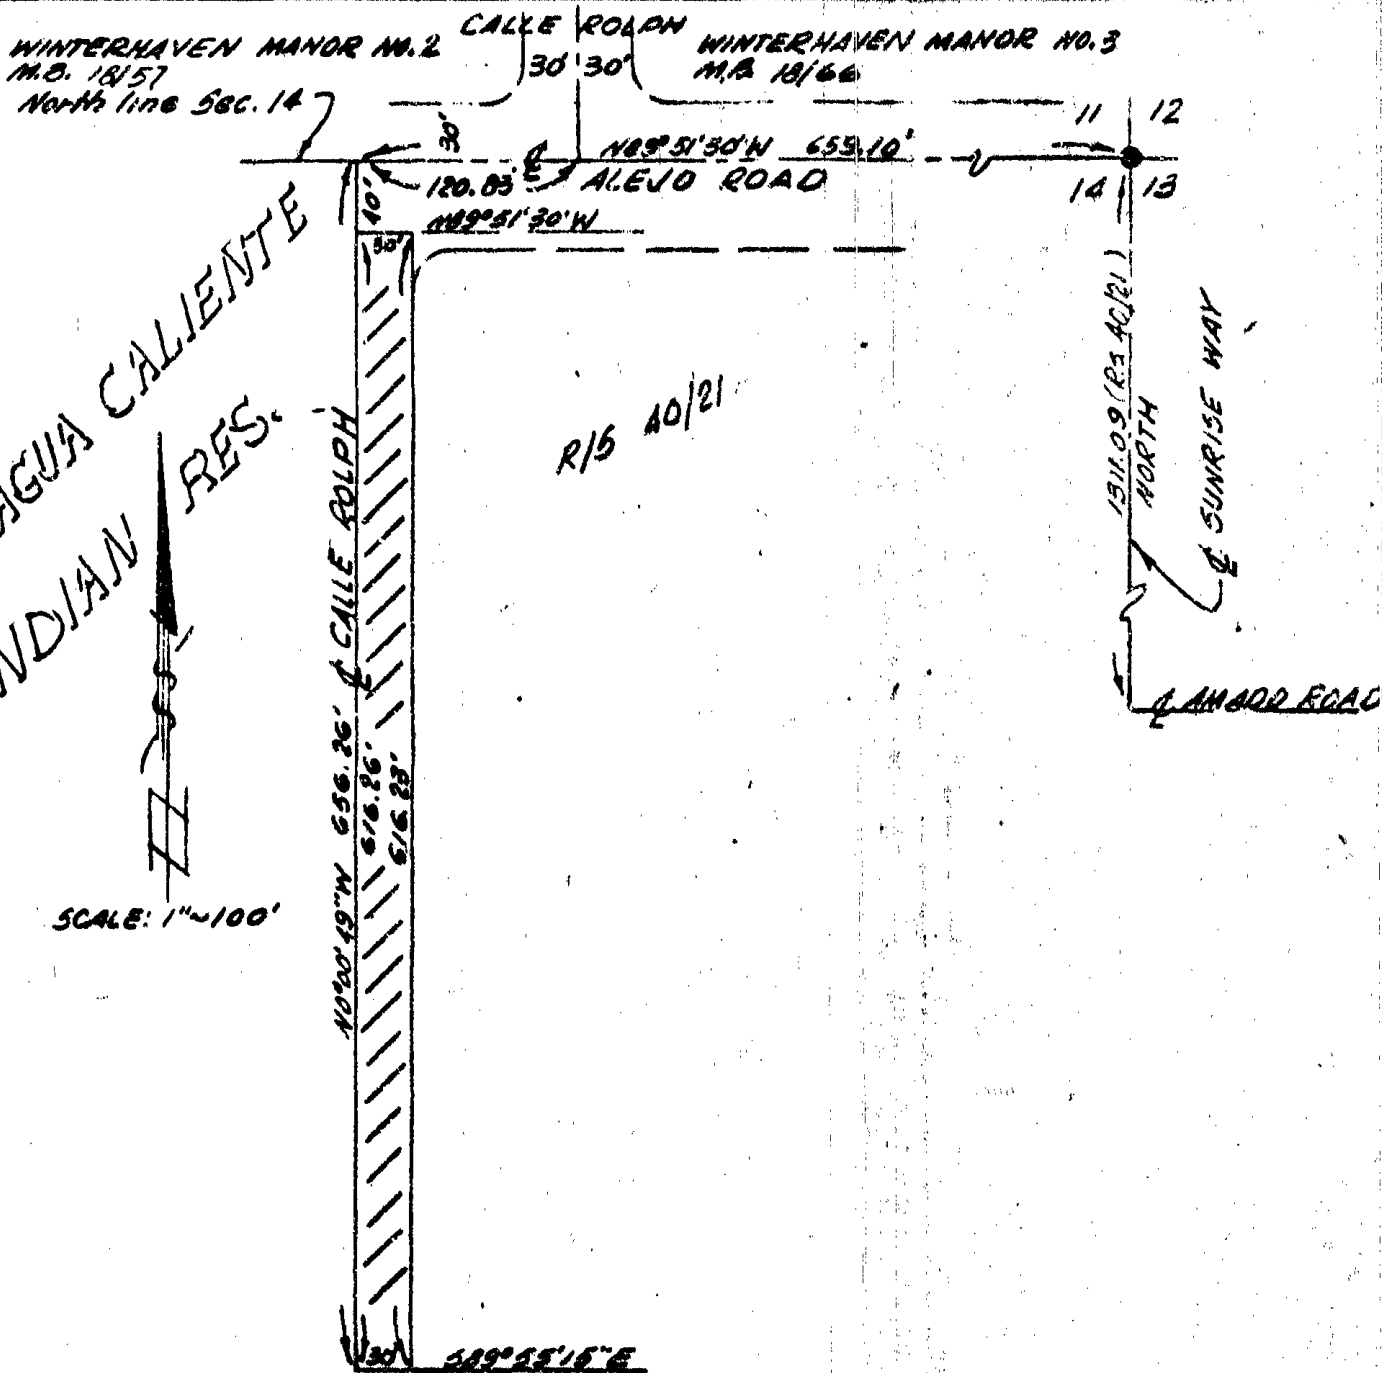 CALLE ROLPH
WINTERHAVEN MANOR NO.2
M.B. 18/57
North line Sec. 14
30' 30'
WINTERHAVEN MANOR NO.3
M.B. 18/66
11 12
14 13
30'
N89°51'30"W 659.10'
120.83'
ALEJO ROAD
40'
N89°51'30"W
30'
AGUA CALIENTE
INDIAN RES.
R/S 40/21
1311.09 (R.S. 40/21)
NORTH
℄ SUNRISE WAY
℄ AMADO ROAD
℄ CALLE ROLPH
N0°00'49"W 656.26'
616.26'
616.23'
SCALE: 1"~100'
30'
S89°55'15"E